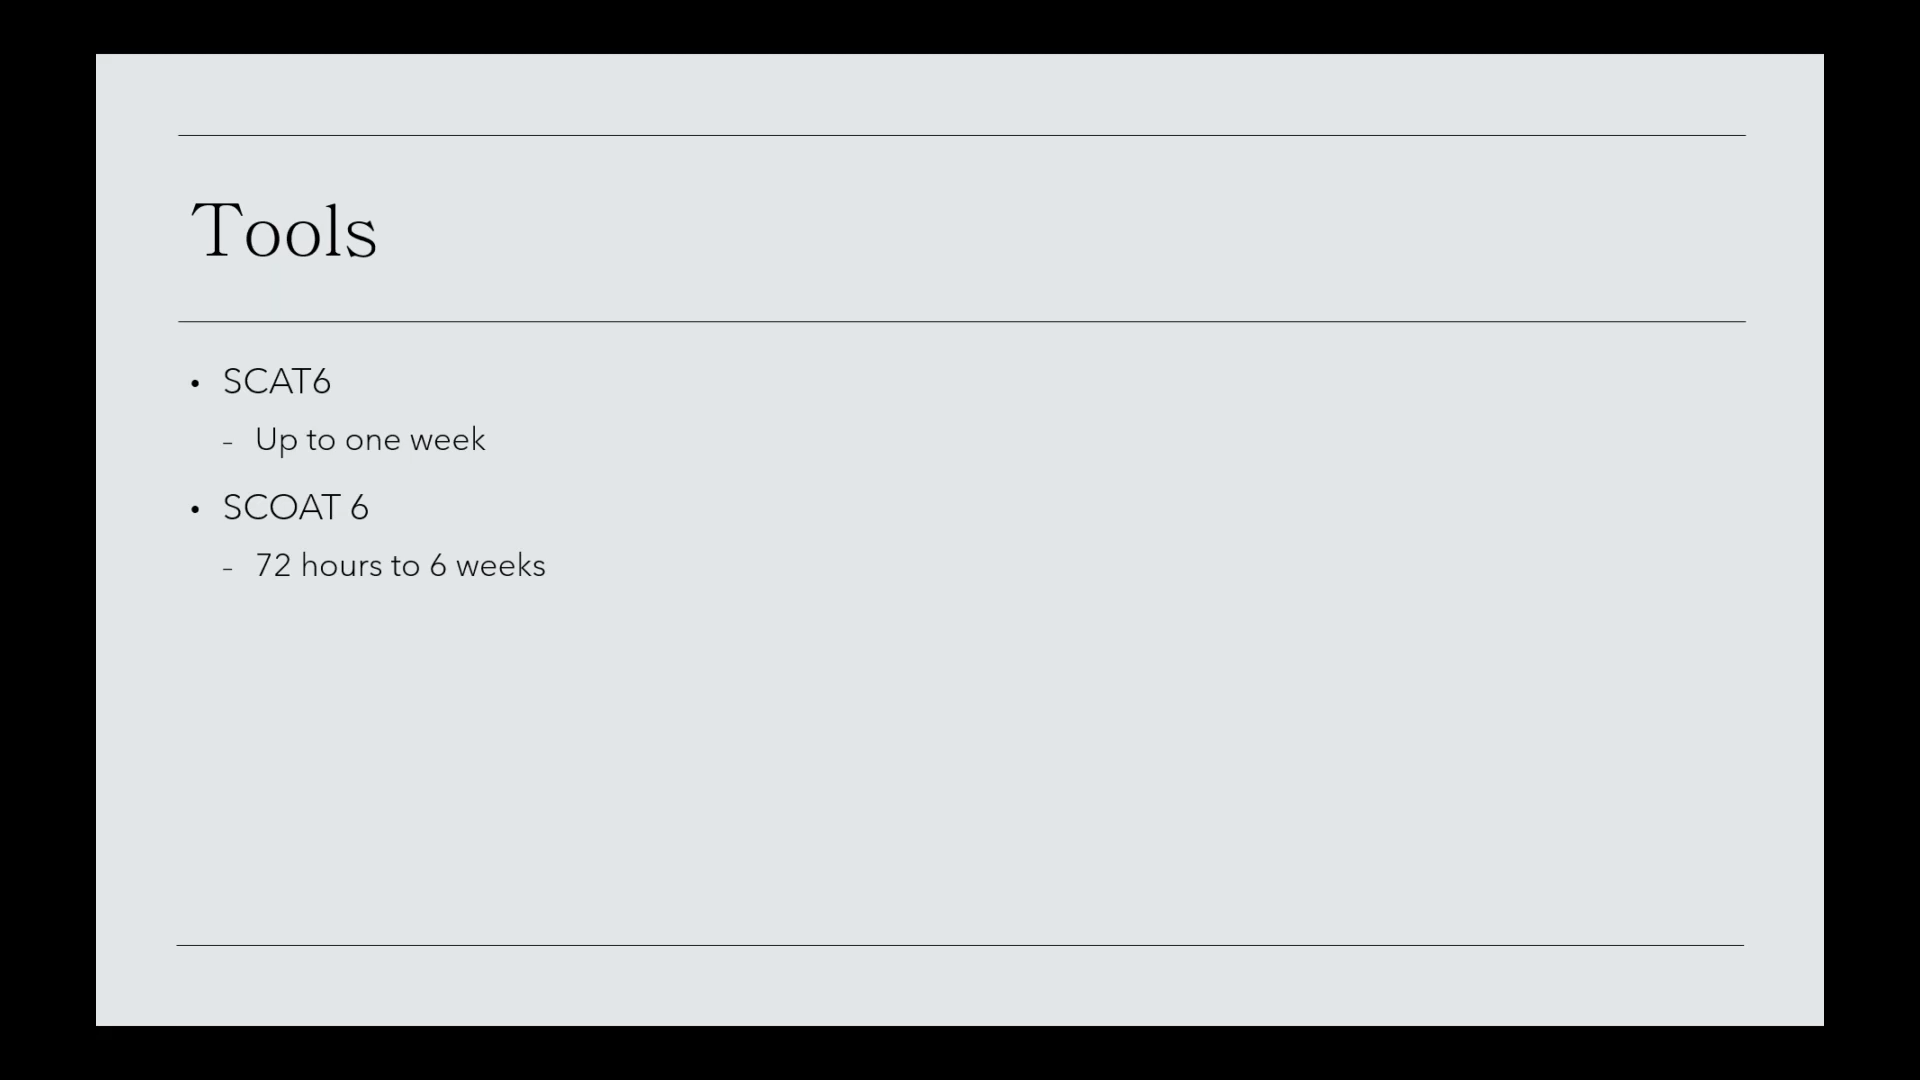 Tools
• SCAT6
– Up to one week
• SCOAT 6
– 72 hours to 6 weeks